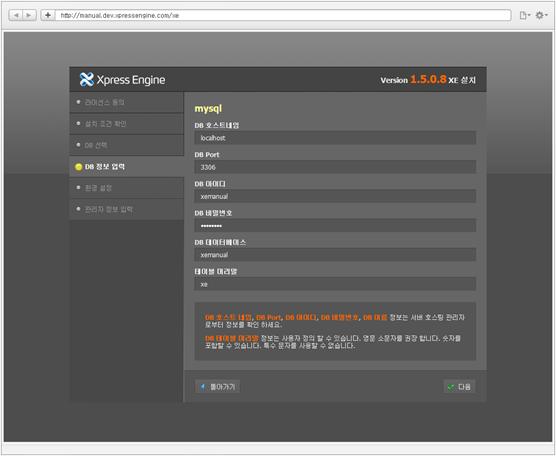 http://manual.dev.xpressengine.com/xe
Xpress Engine
Version 1.5.0.8 XE 설치
라이선스 동의
설치 조건 확인
DB 선택
DB 정보 입력
환경 설정
관리자 정보 입력
mysql
DB 호스트네임
localhost
DB Port
3306
DB 아이디
xemanual
DB 비밀번호
••••••••
DB 데이터베이스
xemanual
테이블 머리말
xe
DB 호스트 네임, DB Port, DB 아이디, DB 비밀번호, DB 이름 정보는 서버 호스팅 관리자
로부터 정보를 확인 하세요.
DB 테이블 머리말 정보는 사용자 정의 할 수 있습니다. 영문 소문자를 권장 합니다. 숫자를
포함할 수 있습니다. 특수 문자를 사용할 수 없습니다.
돌아가기
다음